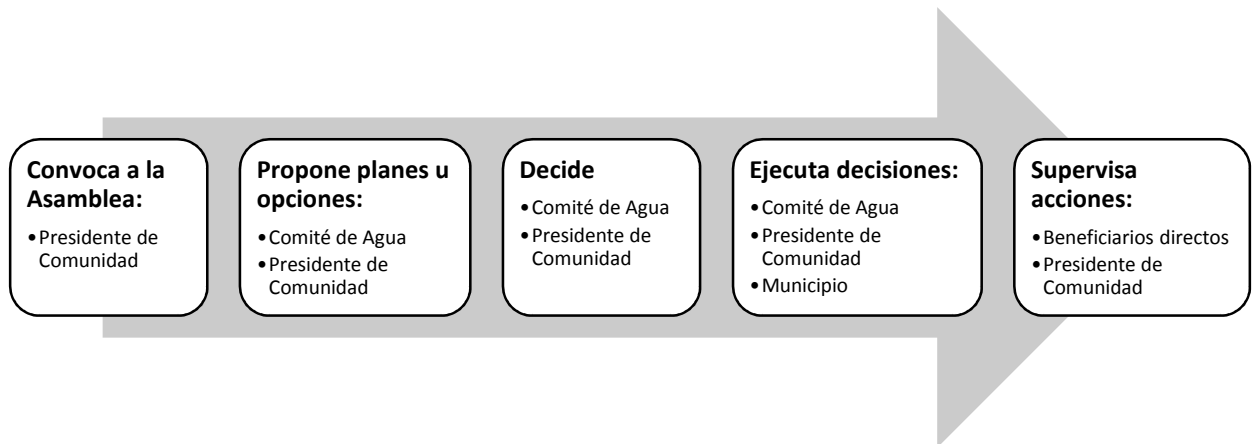 Convoca a la
Asamblea:
•Presidente de
Comunidad
Propone planes u
opciones:
•Comité de Agua
•Presidente de
Comunidad
Decide
•Comité de Agua
•Presidente de
Comunidad
Ejecuta decisiones:
•Comité de Agua
•Presidente de
Comunidad
•Municipio
Supervisa
acciones:
•Beneficiarios directos
•Presidente de
Comunidad